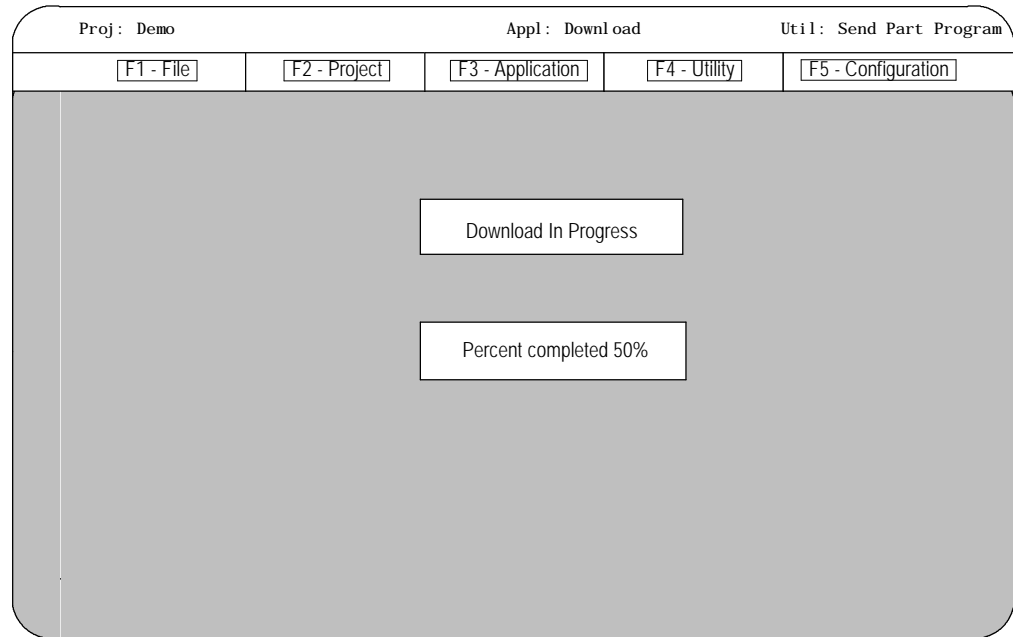 Proj: Demo Appl: Download Util: Send Part Program
F1 - File F2 - Project F3 - Application F4 - Utility F5 - Configuration
Download In Progress
Percent completed 50%